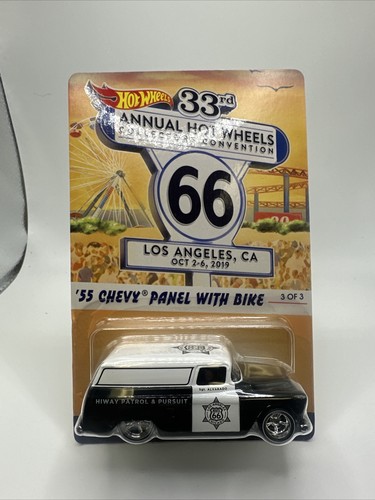 Hot Wheels 33rd
ANNUAL HOT WHEELS
COLLECTORS CONVENTION
66
LOS ANGELES, CA
OCT 2-6, 2019
'55 CHEVY® PANEL WITH BIKE
3 OF 3
HIWAY PATROL & PURSUIT
66